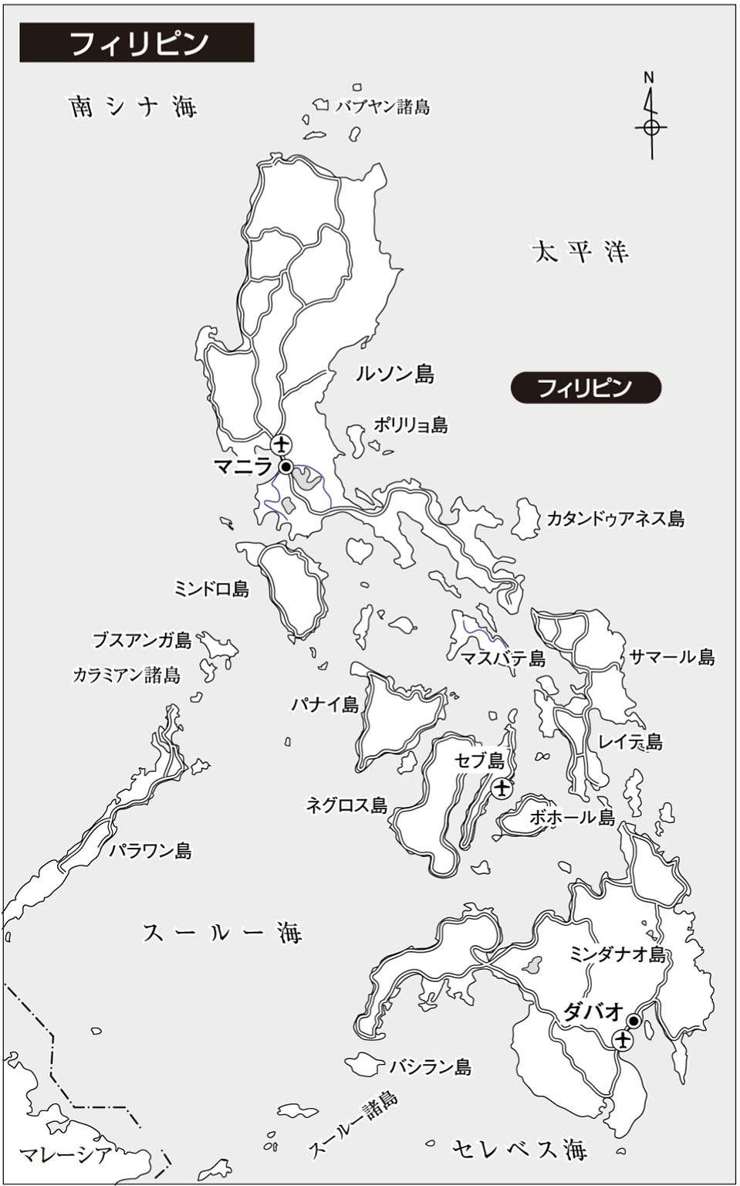 フィリピン
南シナ海
バブヤン諸島
N
太平洋
ルソン島
フィリピン
ポリリョ島
マニラ
カタンドゥアネス島
ミンドロ島
ブスアンガ島
カラミアン諸島
マスバテ島
サマール島
パナイ島
セブ島
レイテ島
ネグロス島
ボホール島
パラワン島
スールー海
ミンダナオ島
ダバオ
バシラン島
スールー諸島
セレベス海
マレーシア